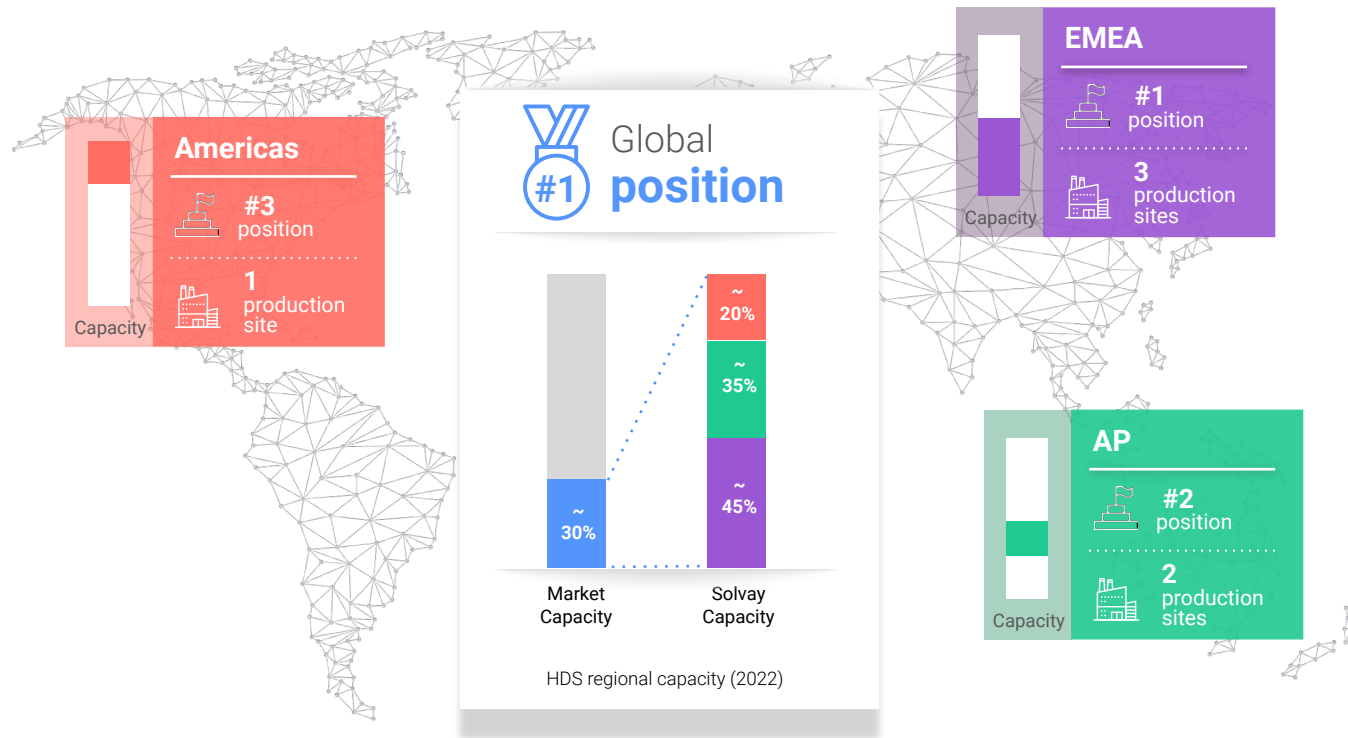 Americas
#3
position
1
production
site
Capacity
#1
Global
position
~
30%
~
20%
~
35%
~
45%
Market
Capacity
Solvay
Capacity
HDS regional capacity (2022)
EMEA
#1
position
3
production
sites
Capacity
AP
#2
position
2
production
sites
Capacity